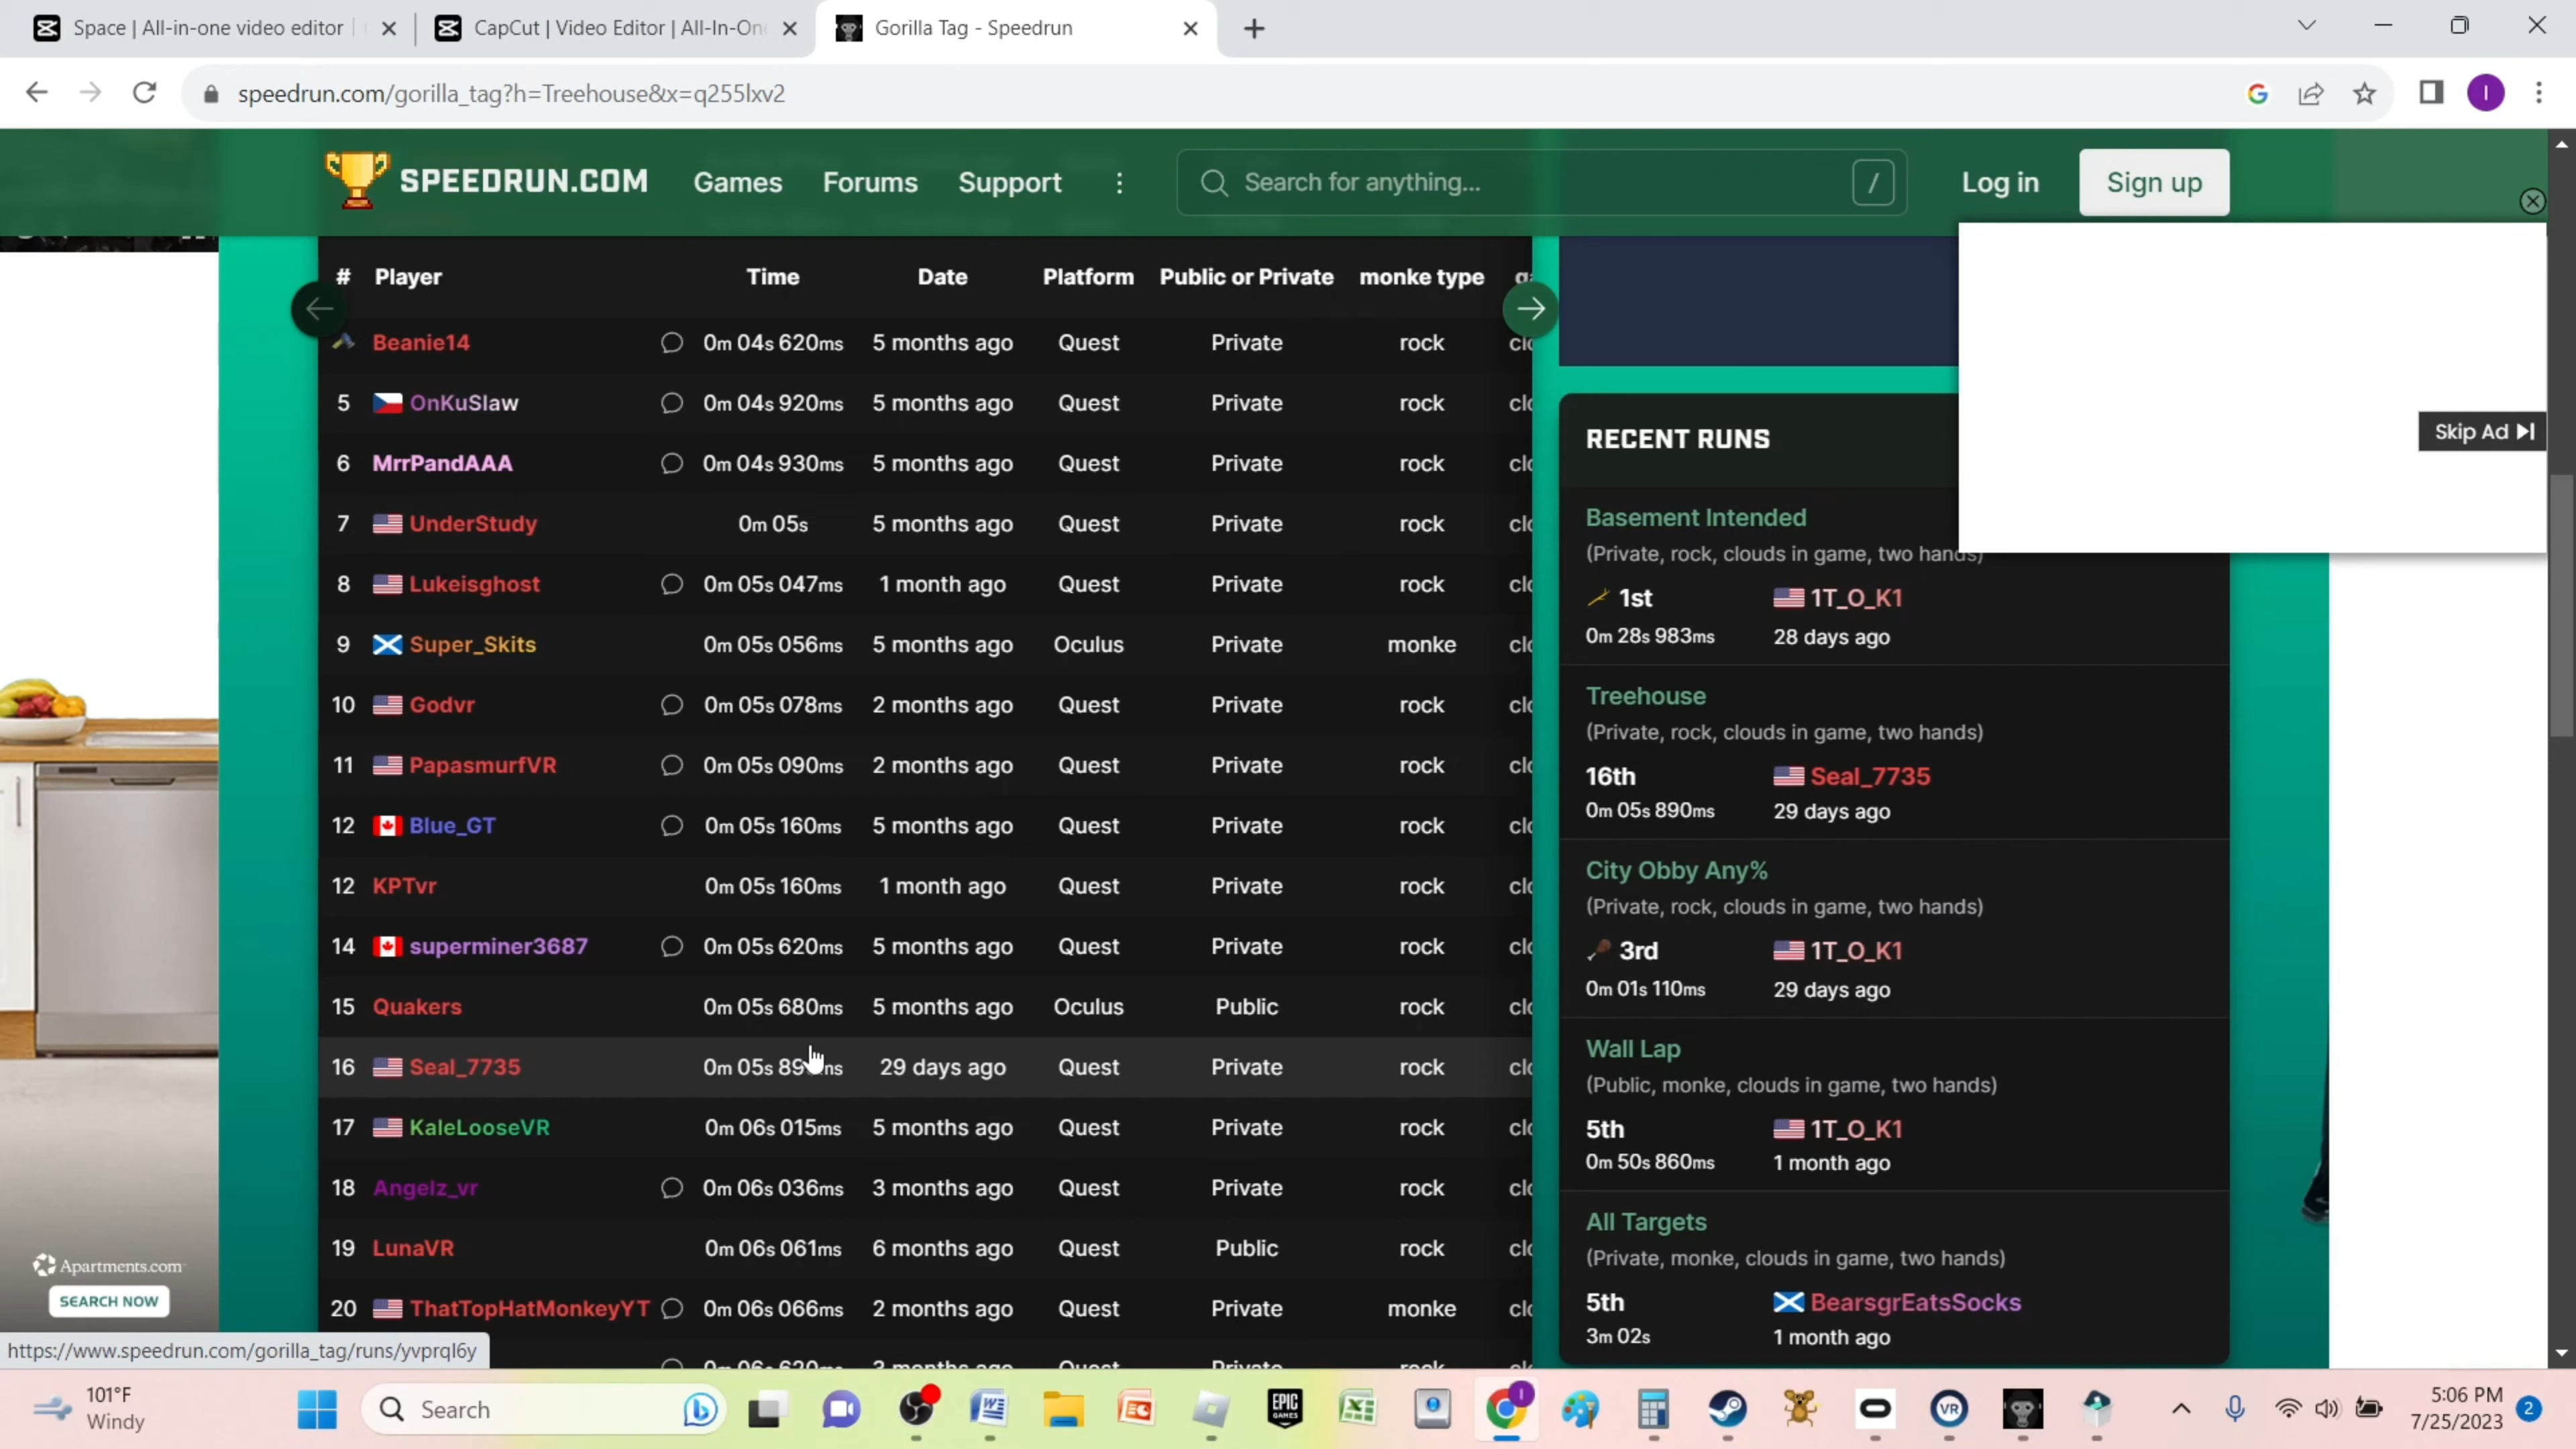 Space | All-in-one video editor
CapCut | Video Editor | All-In-One
Gorilla Tag - Speedrun
speedrun.com/gorilla_tag?h=Treehouse&x=q255lxv2
SPEEDRUN.COM Games Forums Support Search for anything... / Log in Sign up
# Player Time Date Platform Public or Private monke type
Beanie14 0m 04s 620ms 5 months ago Quest Private rock
5 OnKuSlaw 0m 04s 920ms 5 months ago Quest Private rock
6 MrrPandAAA 0m 04s 930ms 5 months ago Quest Private rock
7 UnderStudy 0m 05s 5 months ago Quest Private rock
8 Lukeisghost 0m 05s 047ms 1 month ago Quest Private rock
9 Super_Skits 0m 05s 056ms 5 months ago Oculus Private monke
10 Godvr 0m 05s 078ms 2 months ago Quest Private rock
11 PapasmurfVR 0m 05s 090ms 2 months ago Quest Private rock
12 Blue_GT 0m 05s 160ms 5 months ago Quest Private rock
12 KPTvr 0m 05s 160ms 1 month ago Quest Private rock
14 superminer3687 0m 05s 620ms 5 months ago Quest Private rock
15 Quakers 0m 05s 680ms 5 months ago Oculus Public rock
16 Seal_7735 0m 05s 29 days ago Quest Private rock
17 KaleLooseVR 0m 06s 015ms 5 months ago Quest Private rock
18 Angelz_vr 0m 06s 036ms 3 months ago Quest Private rock
19 LunaVR 0m 06s 061ms 6 months ago Quest Public rock
20 ThatTopHatMonkeyYT 0m 06s 066ms 2 months ago Quest Private monke
Skip Ad
RECENT RUNS
Basement Intended
(Private, rock, clouds in game, two hands)
1st 1T_O_K1
0m 28s 983ms 28 days ago
Treehouse
(Private, rock, clouds in game, two hands)
16th Seal_7735
0m 05s 890ms 29 days ago
City Obby Any%
(Private, rock, clouds in game, two hands)
3rd 1T_O_K1
0m 01s 110ms 29 days ago
Wall Lap
(Public, monke, clouds in game, two hands)
5th 1T_O_K1
0m 50s 860ms 1 month ago
All Targets
(Private, monke, clouds in game, two hands)
5th BearsgrEatsSocks
3m 02s 1 month ago
Apartments.com
SEARCH NOW
https://www.speedrun.com/gorilla_tag/runs/yvprql6y
101°F
Windy
Search
EPIC GAMES
VR
5:06 PM
7/25/2023
2